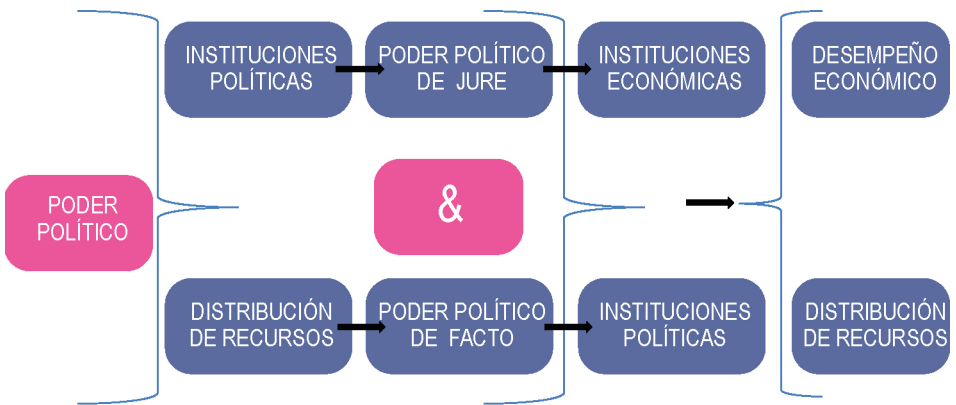 INSTITUCIONES
POLÍTICAS
PODER POLÍTICO
DE JURE
INSTITUCIONES
ECONÓMICAS
DESEMPEÑO
ECONÓMICO
PODER
POLÍTICO
&
DISTRIBUCIÓN
DE RECURSOS
PODER POLÍTICO
DE FACTO
INSTITUCIONES
POLÍTICAS
DISTRIBUCIÓN
DE RECURSOS